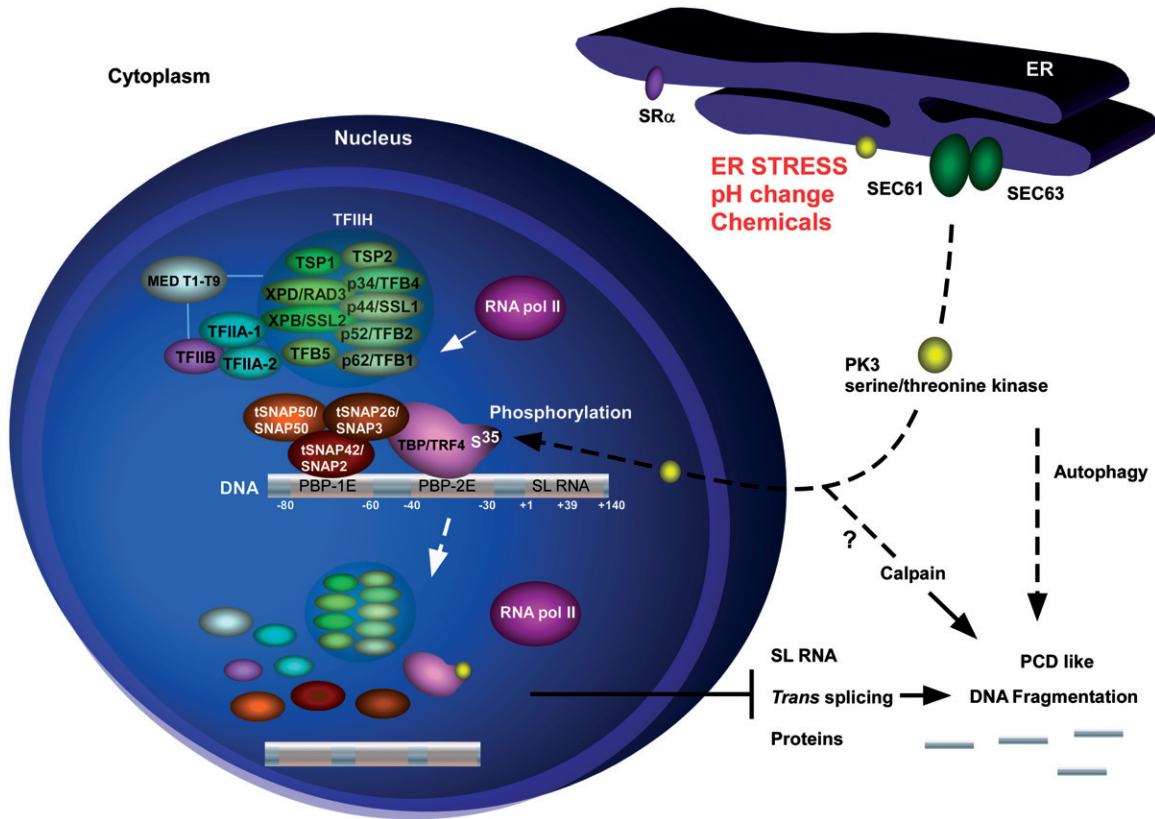 Cytoplasm
ER
SRα
Nucleus
ER STRESS
pH change
Chemicals
SEC61
SEC63
TFIIH
MED T1-T9
TSP1
TSP2
XPD/RAD3
p34/TFB4
XPB/SSL2
p44/SSL1
TFIIA-1
p52/TFB2
TFIIB
TFIIA-2
TFB5
p62/TFB1
RNA pol II
PK3
serine/threonine kinase
tSNAP50/
SNAP50
tSNAP26/
SNAP3
tSNAP42/
SNAP2
TBP/TRF4
S35
Phosphorylation
DNA
PBP-1E
PBP-2E
SL RNA
-80
-60
-40
-30
+1
+39
+140
Autophagy
?
Calpain
RNA pol II
SL RNA
Trans splicing
Proteins
PCD like
DNA Fragmentation